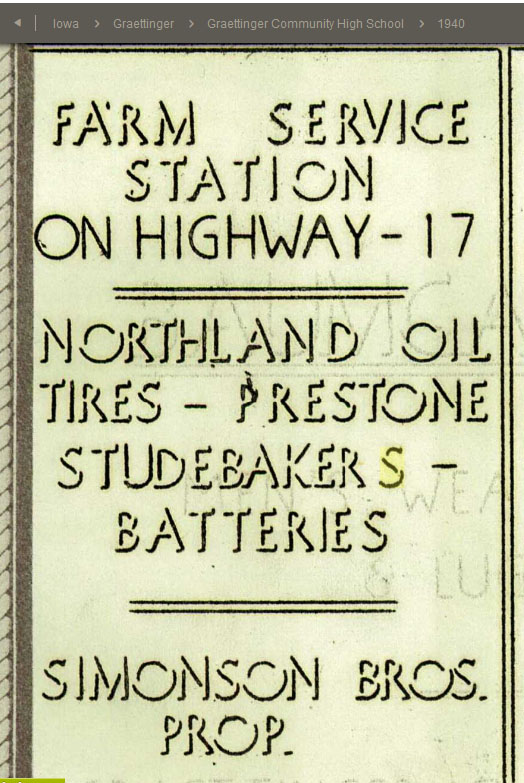 Iowa > Graettinger > Graettinger Community High School > 1940
FARM SERVICE
STATION
ON HIGHWAY - 17
NORTHLAND OIL
TIRES - PRESTONE
STUDEBAKERS -
BATTERIES
SIMONSON BROS.
PROP.